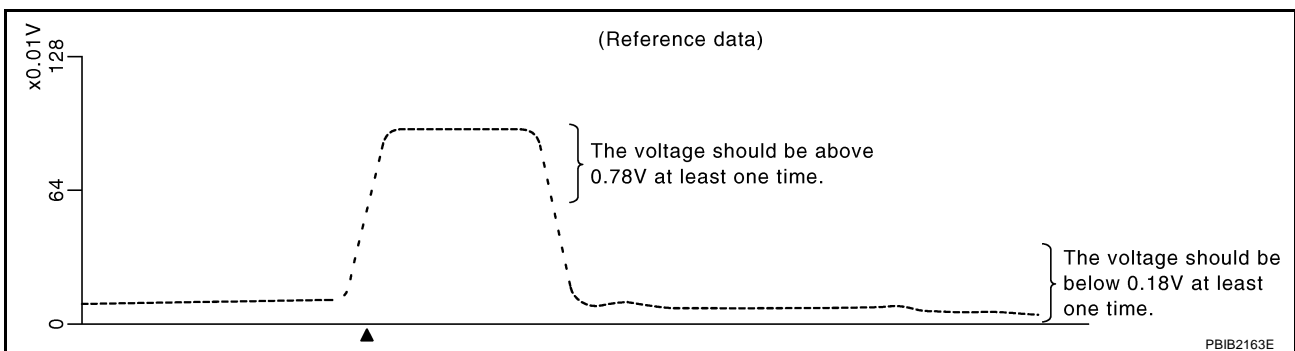 (Reference data)
x0.01V
128
64
0
The voltage should be above
0.78V at least one time.
The voltage should be
below 0.18V at least
one time.
PBIB2163E